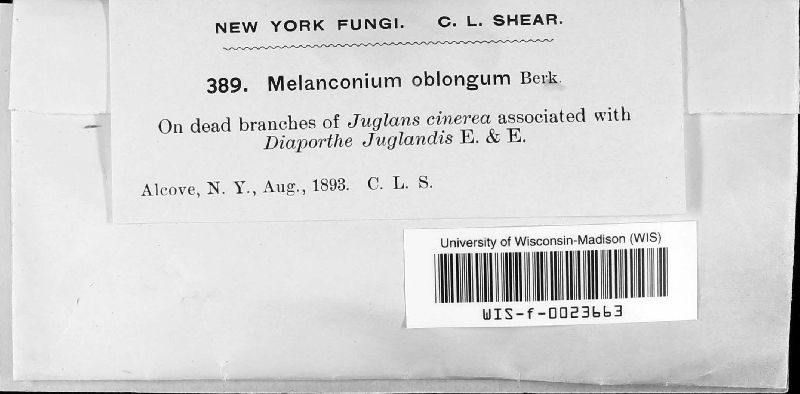 NEW YORK FUNGI. C. L. SHEAR.
389. Melanconium oblongum Berk.
On dead branches of Juglans cinerea associated with
Diaporthe Juglandis E. & E.
Alcove, N. Y., Aug., 1893. C. L. S.
University of Wisconsin-Madison (WIS)
WIS-f-0023663